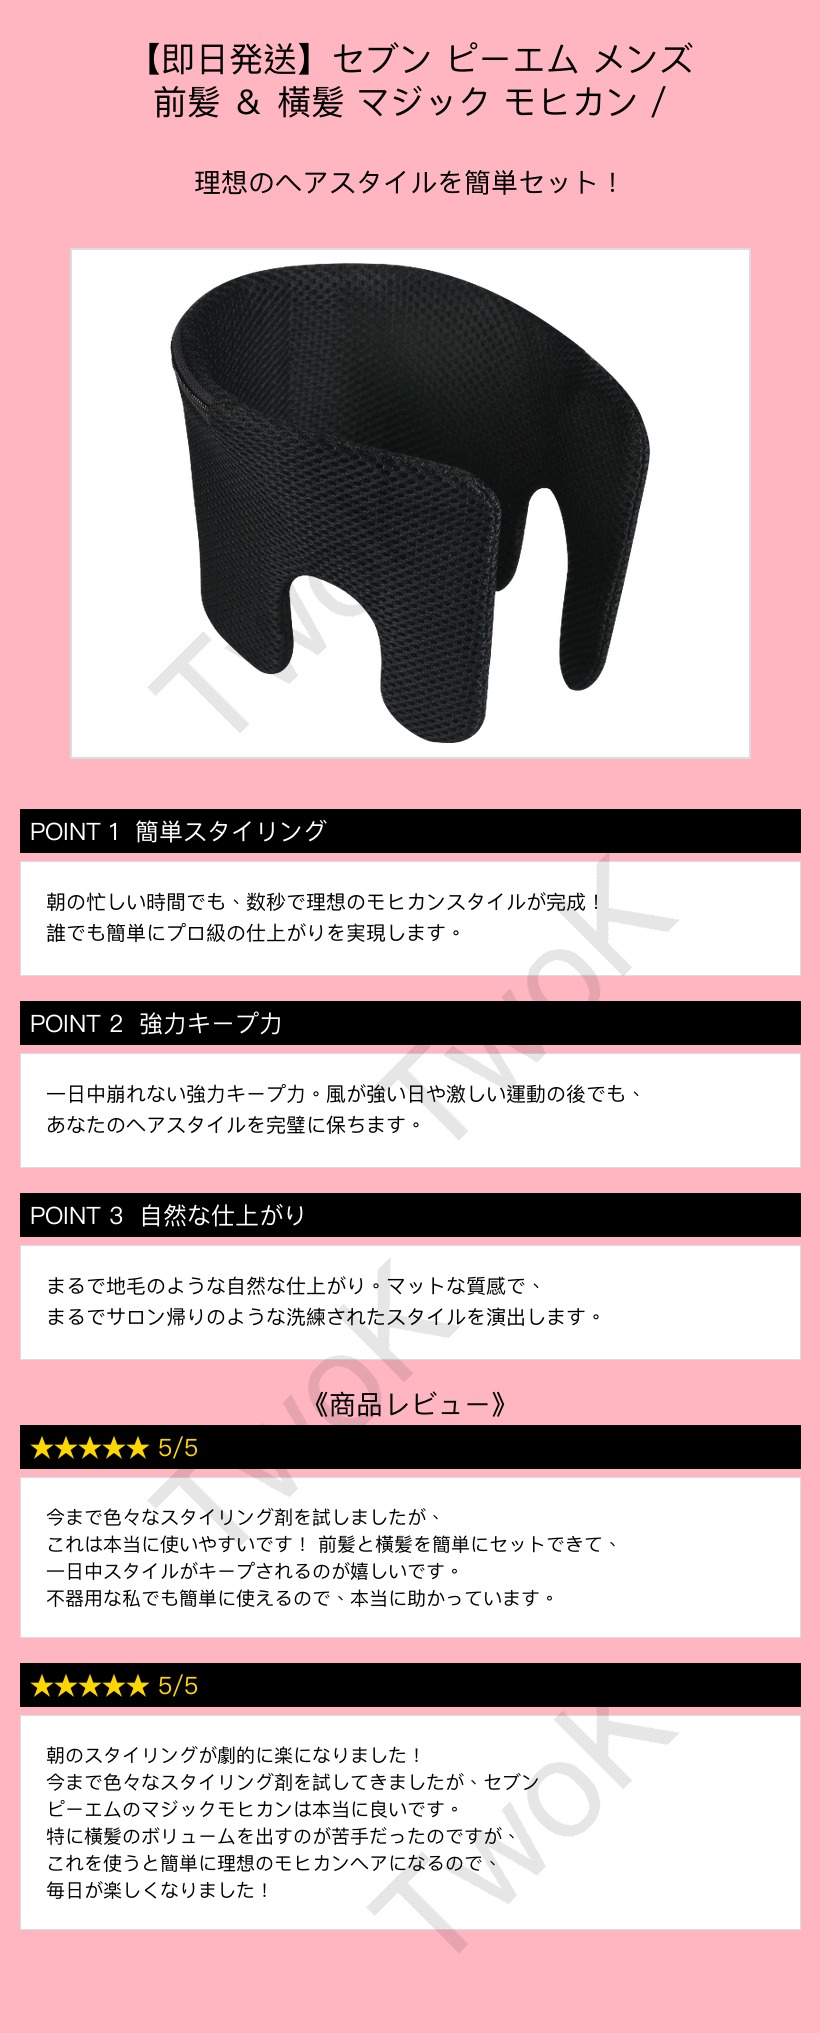 【即日発送】セブン ピーエム メンズ
前髪 ＆ 横髪 マジック モヒカン /
理想のヘアスタイルを簡単セット！
TwoK
POINT 1 簡単スタイリング
朝の忙しい時間でも、数秒で理想のモヒカンスタイルが完成！
誰でも簡単にプロ級の仕上がりを実現します。
TwoK
POINT 2 強力キープ力
一日中崩れない強力キープ力。風が強い日や激しい運動の後でも、
あなたのヘアスタイルを完璧に保ちます。
POINT 3 自然な仕上がり
まるで地毛のような自然な仕上がり。マットな質感で、
まるでサロン帰りのような洗練されたスタイルを演出します。
TwoK
《商品レビュー》
★★★★★ 5/5
今まで色々なスタイリング剤を試しましたが、
これは本当に使いやすいです！ 前髪と横髪を簡単にセットできて、
一日中スタイルがキープされるのが嬉しいです。
不器用な私でも簡単に使えるので、本当に助かっています。
★★★★★ 5/5
朝のスタイリングが劇的に楽になりました！
今まで色々なスタイリング剤を試してきましたが、セブン
ピーエムのマジックモヒカンは本当に良いです。
特に横髪のボリュームを出すのが苦手だったのですが、
これを使うと簡単に理想のモヒカンヘアになるので、
毎日が楽しくなりました！
TwoK